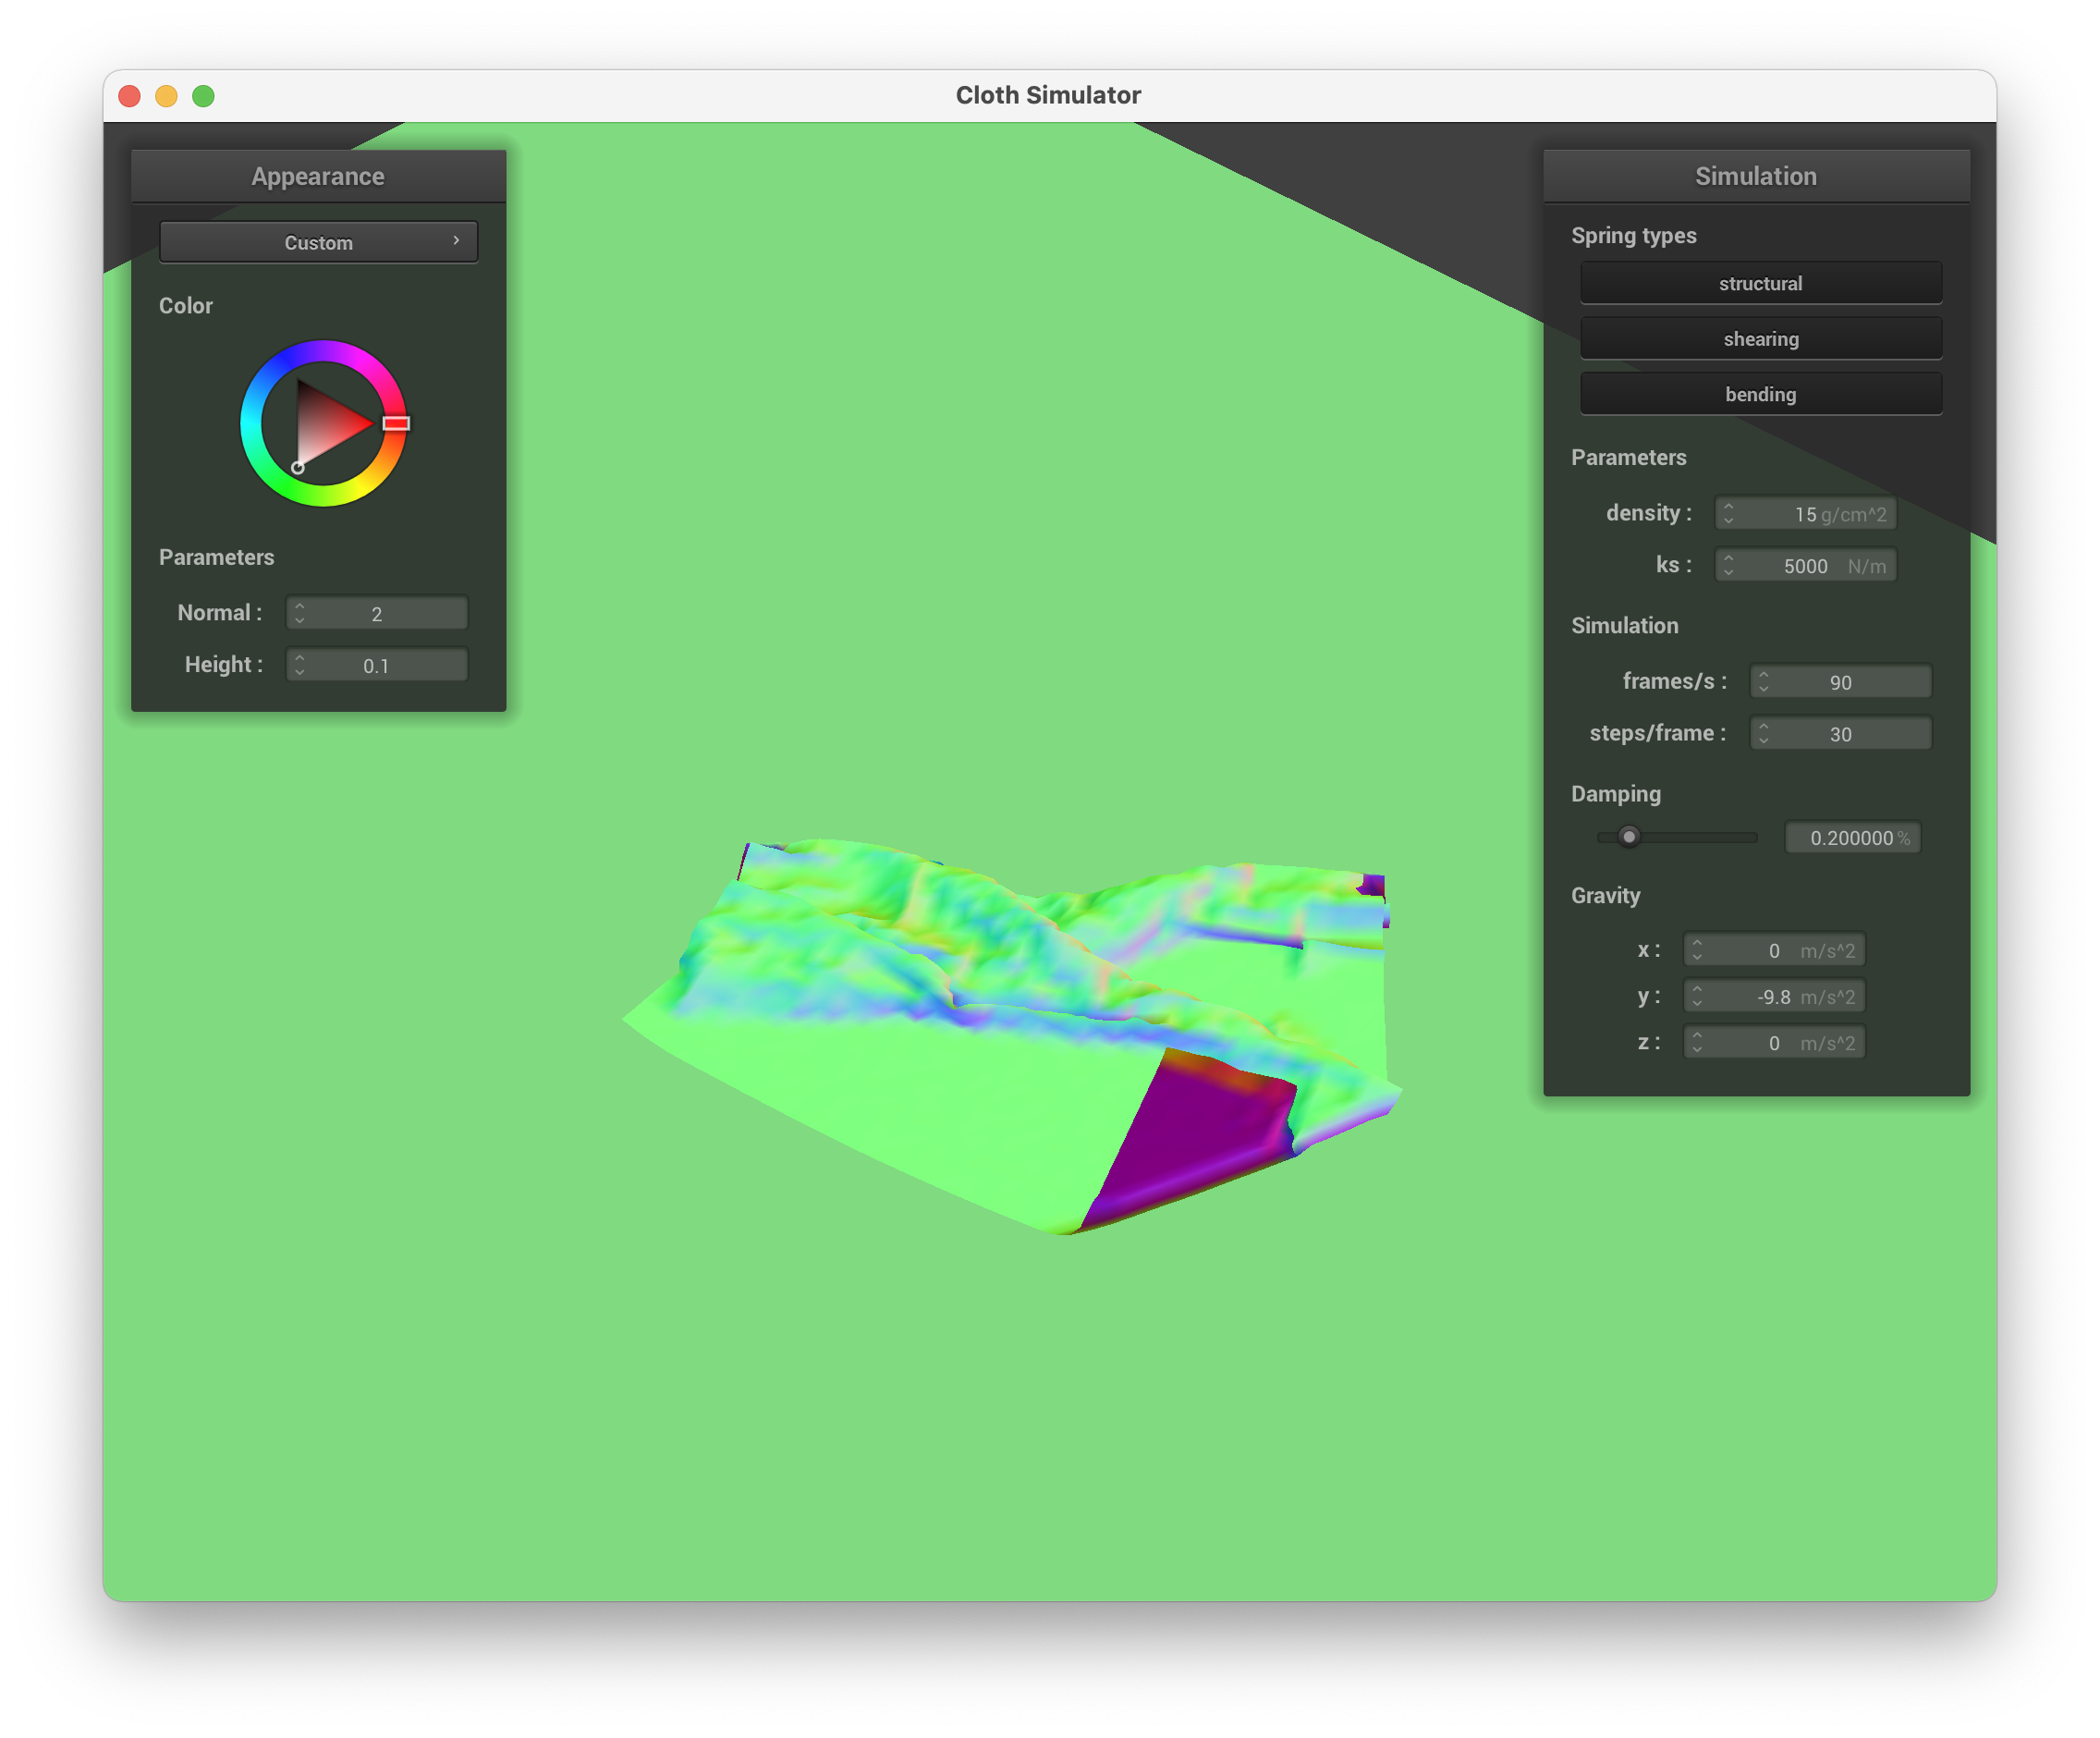 Cloth Simulator
Appearance
Custom
Color
Parameters
Normal : 2
Height : 0.1
Simulation
Spring types
structural
shearing
bending
Parameters
density : 15 g/cm^2
ks : 5000 N/m
Simulation
frames/s : 90
steps/frame : 30
Damping
0.200000 %
Gravity
x : 0 m/s^2
y : -9.8 m/s^2
z : 0 m/s^2